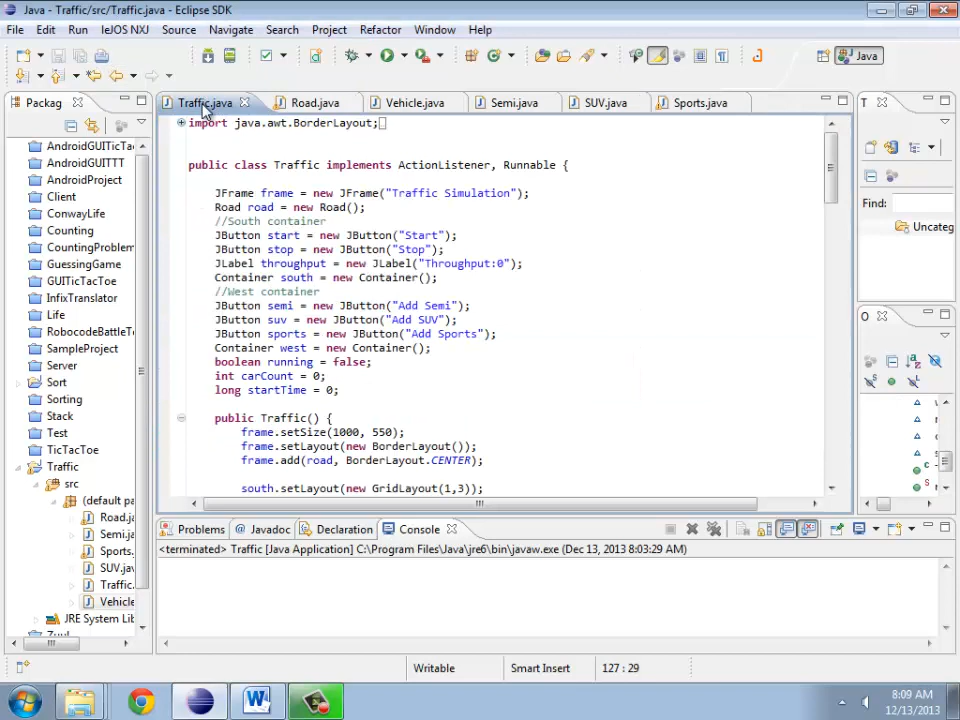 Java - Traffic/src/Traffic.java - Eclipse SDK
File Edit Run LeJOS NXJ Source Navigate Search Project Refactor Window Help
Java
Packag
Traffic.java Road.java Vehicle.java Semi.java SUV.java Sports.java
T
AndroidGUITicTa
AndroidGUITTT
AndroidProject
Client
ConwayLife
Counting
CountingProblem
GuessingGame
GUITicTacToe
InfixTranslator
Life
RobocodeBattleT
SampleProject
Server
Sort
Sorting
Stack
Test
TicTacToe
Traffic
src
(default pa
Road.ja
Semi.ja
Sports.
SUV.jav
Traffic.
Vehicle
JRE System Lib
Zuul
import java.awt.BorderLayout;
public class Traffic implements ActionListener, Runnable {
JFrame frame = new JFrame("Traffic Simulation");
Road road = new Road();
//South container
JButton start = new JButton("Start");
JButton stop = new JButton("Stop");
JLabel throughput = new JLabel("Throughput:0");
Container south = new Container();
//West container
JButton semi = new JButton("Add Semi");
JButton suv = new JButton("Add SUV");
JButton sports = new JButton("Add Sports");
Container west = new Container();
boolean running = false;
int carCount = 0;
long startTime = 0;
public Traffic() {
frame.setSize(1000, 550);
frame.setLayout(new BorderLayout());
frame.add(road, BorderLayout.CENTER);
south.setLayout(new GridLayout(1,3));
Find:
Uncateg
O
Problems @ Javadoc Declaration Console
<terminated> Traffic [Java Application] C:\Program Files\Java\jre6\bin\javaw.exe (Dec 13, 2013 8:03:29 AM)
Writable Smart Insert 127 : 29
8:09 AM
12/13/2013